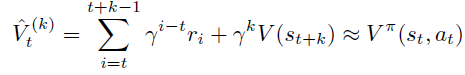 $$\hat{V}_t^{(k)} = \sum_{i=t}^{t+k-1} \gamma^{i-t} r_i + \gamma^k V(s_{t+k}) \approx V^{\pi}(s_t, a_t)$$